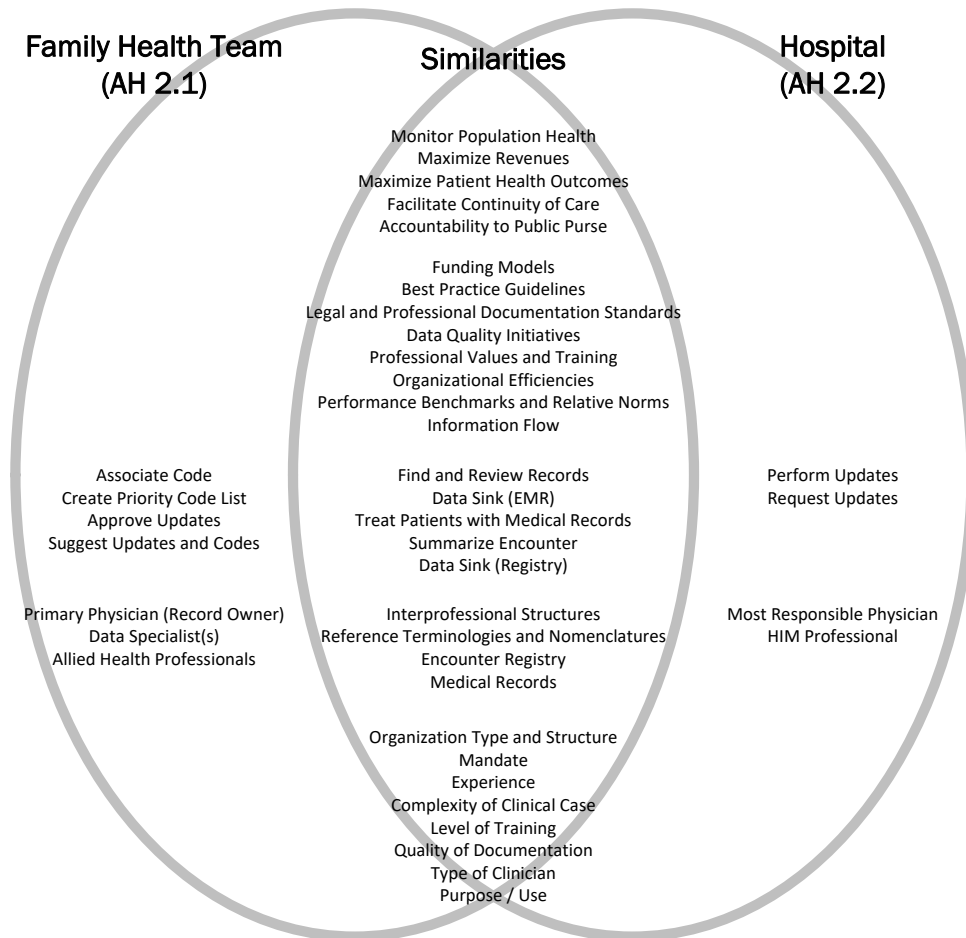 Family Health Team
(AH 2.1)
Similarities
Hospital
(AH 2.2)
Monitor Population Health
Maximize Revenues
Maximize Patient Health Outcomes
Facilitate Continuity of Care
Accountability to Public Purse
Funding Models
Best Practice Guidelines
Legal and Professional Documentation Standards
Data Quality Initiatives
Professional Values and Training
Organizational Efficiencies
Performance Benchmarks and Relative Norms
Information Flow
Associate Code
Create Priority Code List
Approve Updates
Suggest Updates and Codes
Find and Review Records
Data Sink (EMR)
Treat Patients with Medical Records
Summarize Encounter
Data Sink (Registry)
Perform Updates
Request Updates
Primary Physician (Record Owner)
Data Specialist(s)
Allied Health Professionals
Interprofessional Structures
Reference Terminologies and Nomenclatures
Encounter Registry
Medical Records
Most Responsible Physician
HIM Professional
Organization Type and Structure
Mandate
Experience
Complexity of Clinical Case
Level of Training
Quality of Documentation
Type of Clinician
Purpose / Use